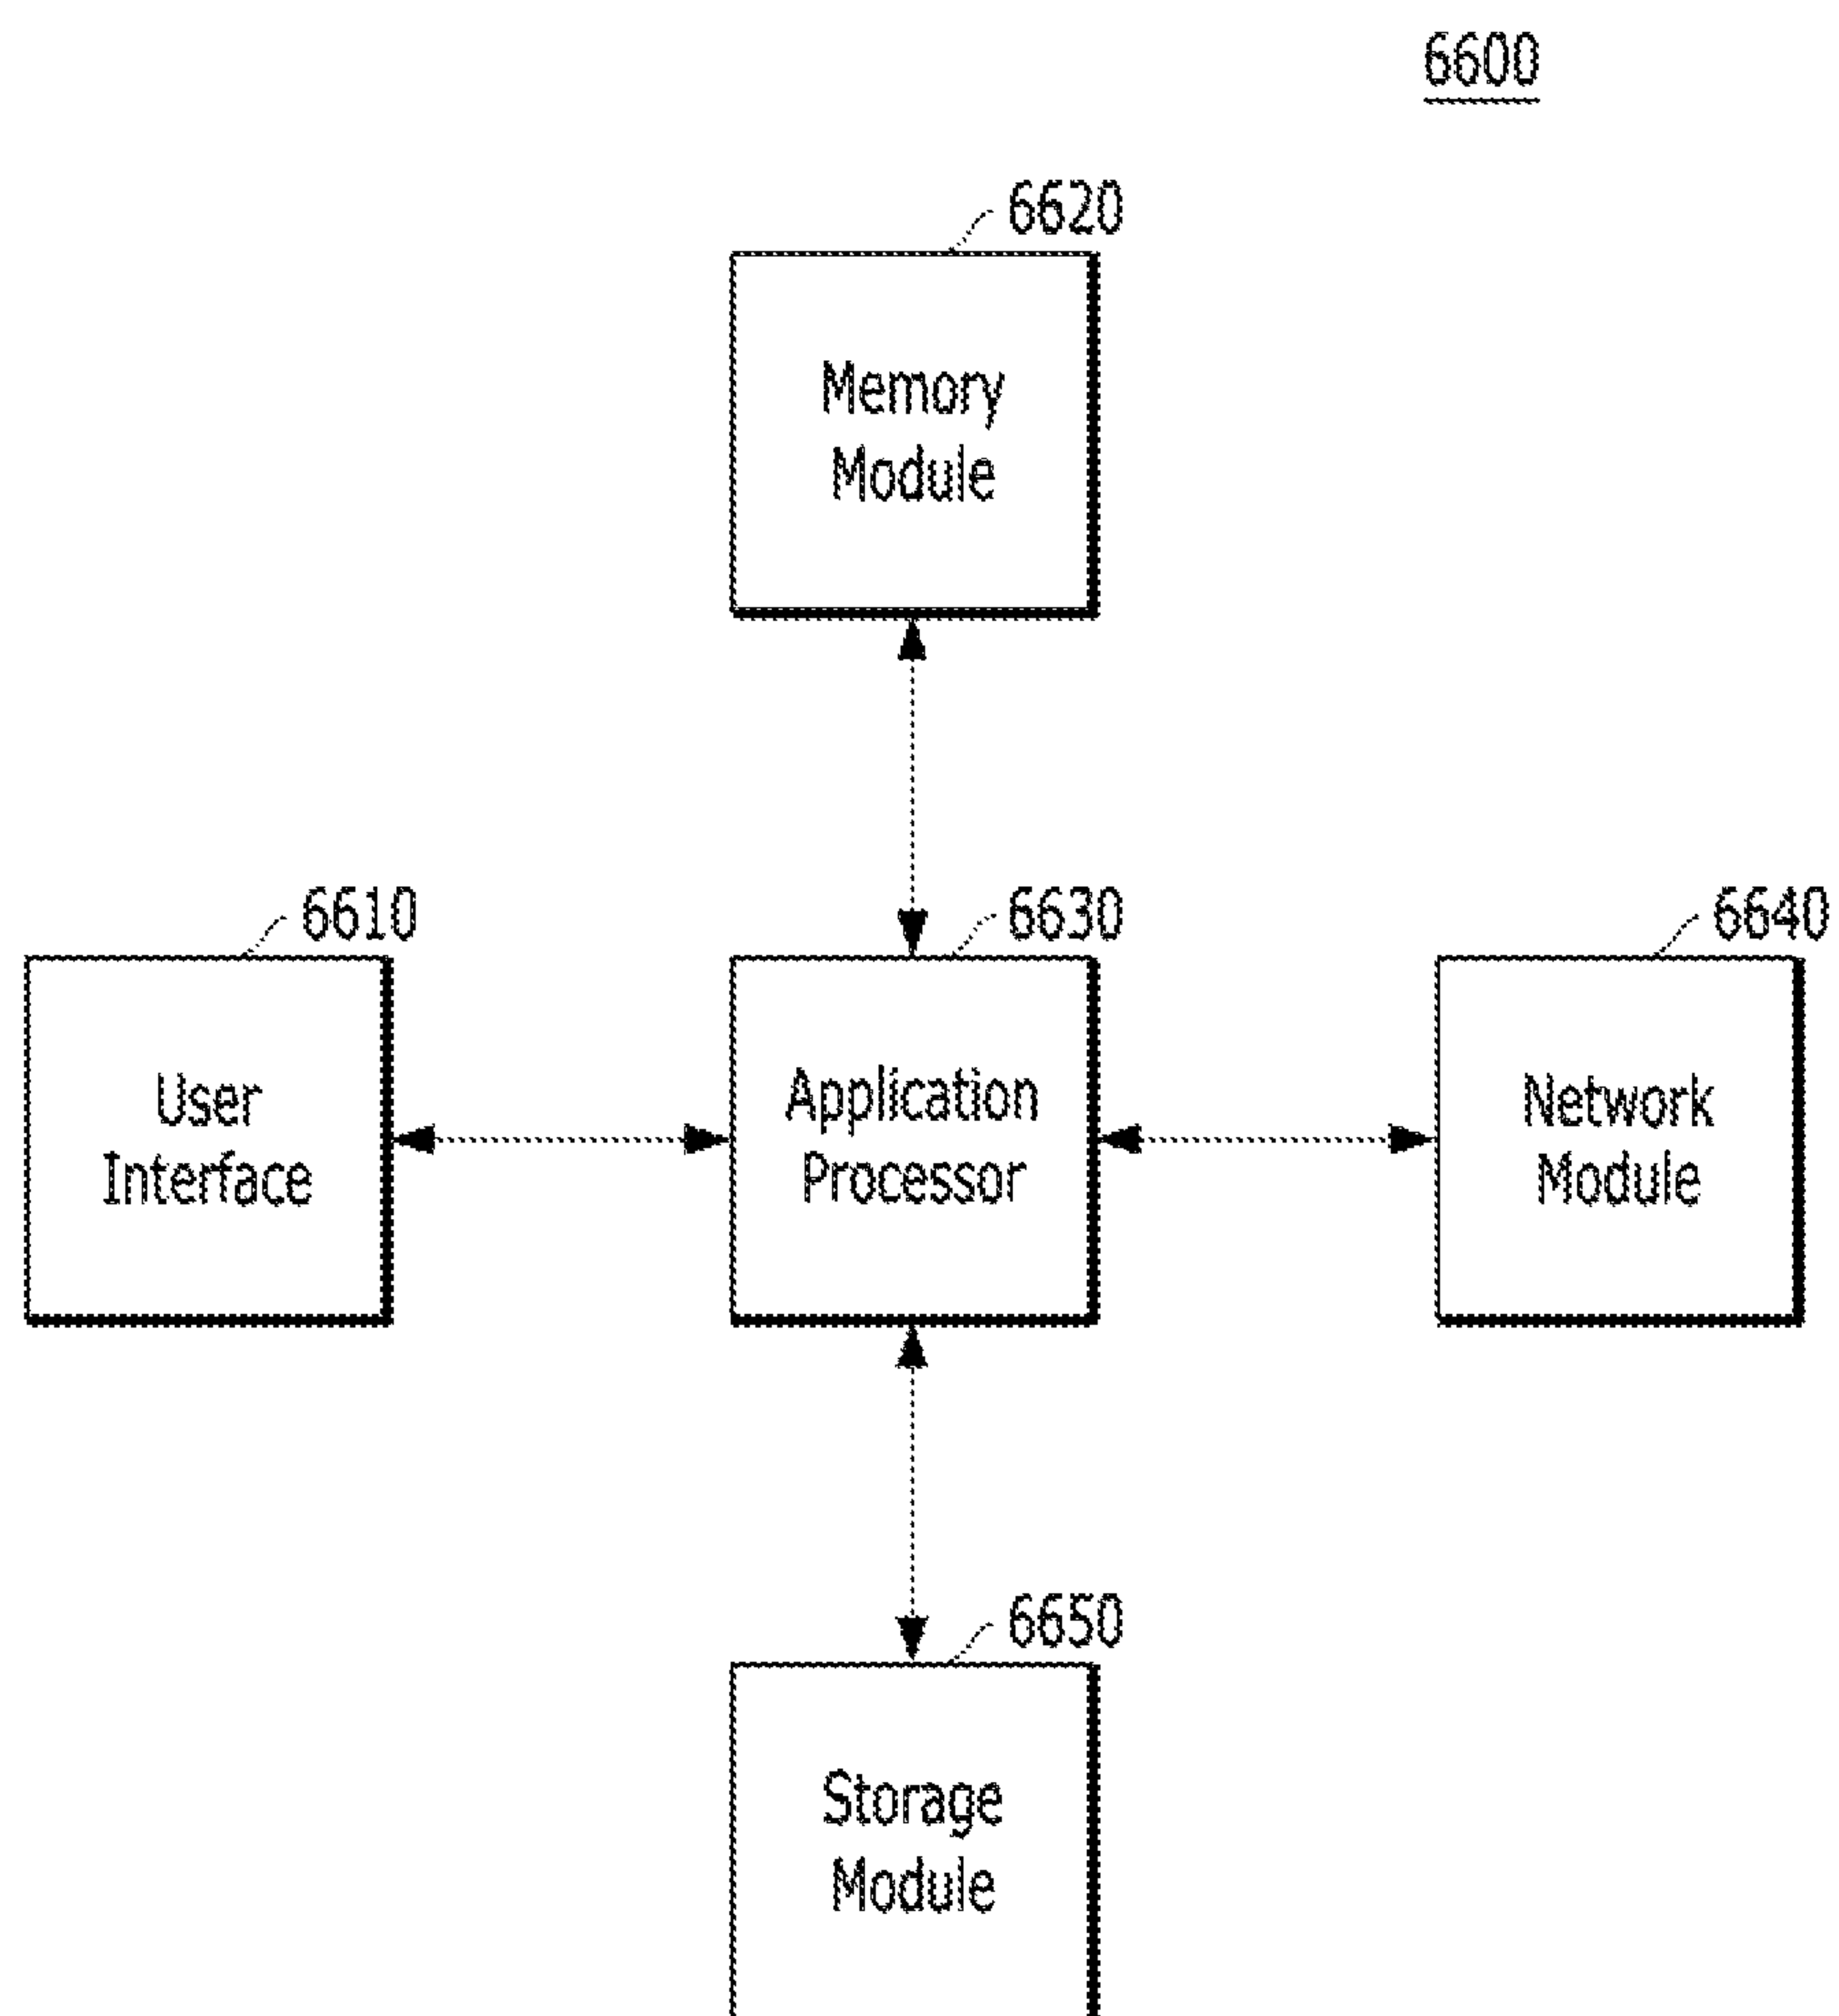 6600
6620
Memory
Module
6610
6630
6640
User
Interface
Application
Processor
Network
Module
6650
Storage
Module